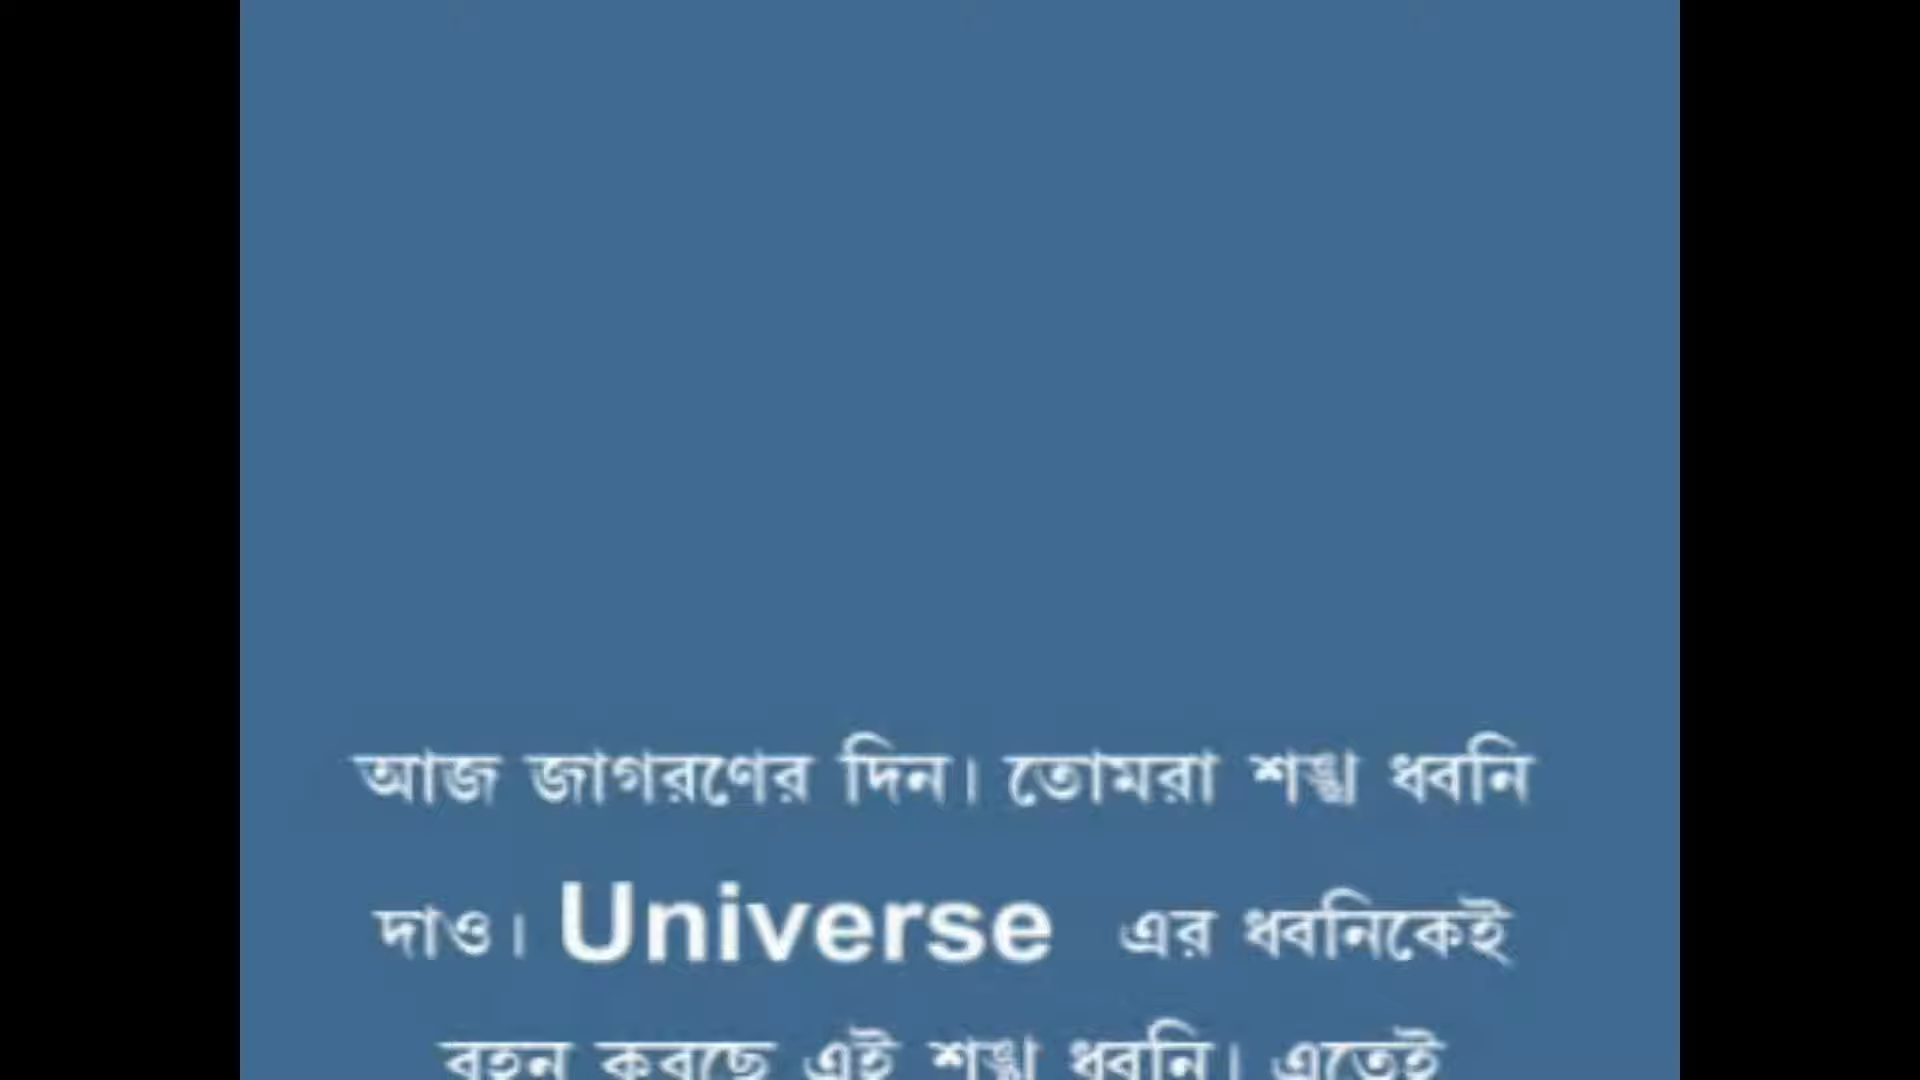 আজ জাগরণের দিন। তোমরা শঙ্খ ধ্বনি
দাও। Universe এর ধ্বনিকেই
বহন করছে এই শঙ্খ ধ্বনি। এতেই